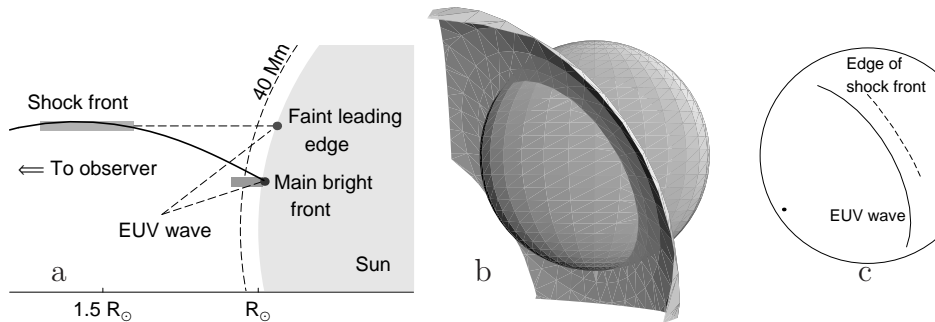 40 Mm
Shock front
Faint leading
edge
⇐ To observer
Main bright
front
EUV wave
Sun
a
1.5 R⊙
R⊙
b
Edge of
shock front
EUV wave
c